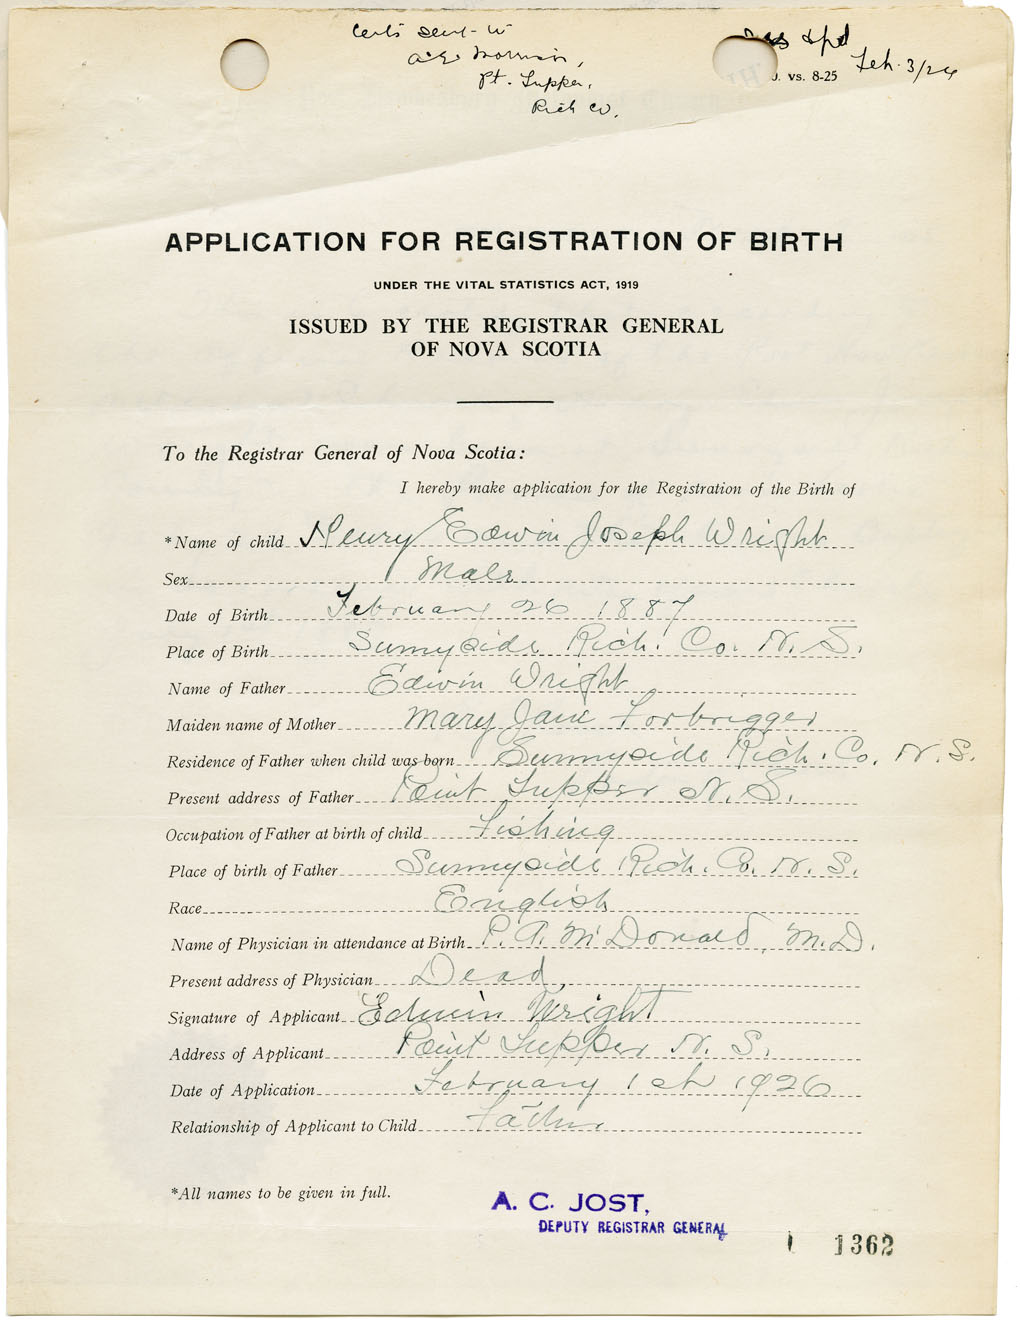 Certs sent to
A. E. Morrison,
Pt. Tupper,
Rich Co.
vs. 8-25
Feb. 3/26
APPLICATION FOR REGISTRATION OF BIRTH
UNDER THE VITAL STATISTICS ACT, 1919
ISSUED BY THE REGISTRAR GENERAL
OF NOVA SCOTIA
To the Registrar General of Nova Scotia:
I hereby make application for the Registration of the Birth of
*Name of child Henry Edwin Joseph Wright
Sex Male
Date of Birth February 26 1887
Place of Birth Sunnyside Rich. Co. N. S.
Name of Father Edwin Wright
Maiden name of Mother Mary Jane Forbrigger
Residence of Father when child was born Sunnyside Rich. Co. N. S.
Present address of Father Point Tupper N. S.
Occupation of Father at birth of child Fishing
Place of birth of Father Sunnyside Rich. Co. N. S.
Race English
Name of Physician in attendance at Birth P. A. McDonald, M.D.
Present address of Physician Dead
Signature of Applicant Edwin Wright
Address of Applicant Point Tupper N. S.
Date of Application February 1st 1926
Relationship of Applicant to Child Father
*All names to be given in full.
A. C. JOST,
DEPUTY REGISTRAR GENERAL
1362